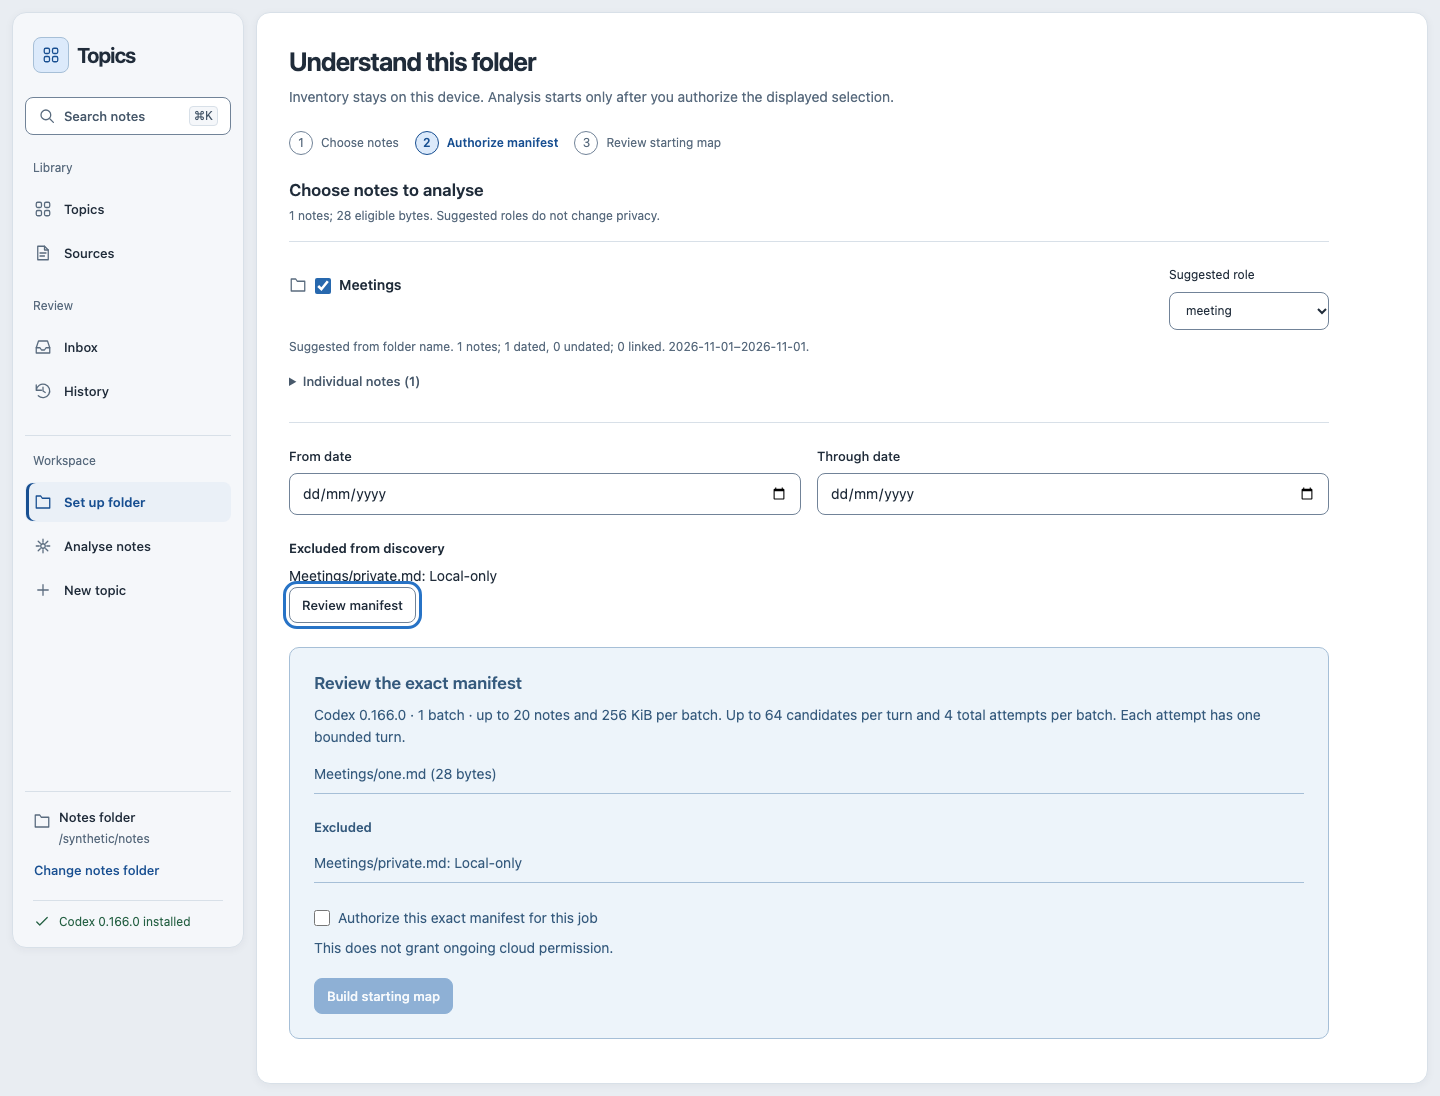 Topics
Search notes ⌘K
Library
Topics
Sources
Review
Inbox
History
Workspace
Set up folder
Analyse notes
New topic
Notes folder
/synthetic/notes
Change notes folder
Codex 0.166.0 installed
Understand this folder
Inventory stays on this device. Analysis starts only after you authorize the displayed selection.
1 Choose notes 2 Authorize manifest 3 Review starting map
Choose notes to analyse
1 notes; 28 eligible bytes. Suggested roles do not change privacy.
Meetings
Suggested role
meeting
Suggested from folder name. 1 notes; 1 dated, 0 undated; 0 linked. 2026-11-01–2026-11-01.
Individual notes (1)
From date
dd/mm/yyyy
Through date
dd/mm/yyyy
Excluded from discovery
Meetings/private.md: Local-only
Review manifest
Review the exact manifest
Codex 0.166.0 · 1 batch · up to 20 notes and 256 KiB per batch. Up to 64 candidates per turn and 4 total attempts per batch. Each attempt has one
bounded turn.
Meetings/one.md (28 bytes)
Excluded
Meetings/private.md: Local-only
Authorize this exact manifest for this job
This does not grant ongoing cloud permission.
Build starting map